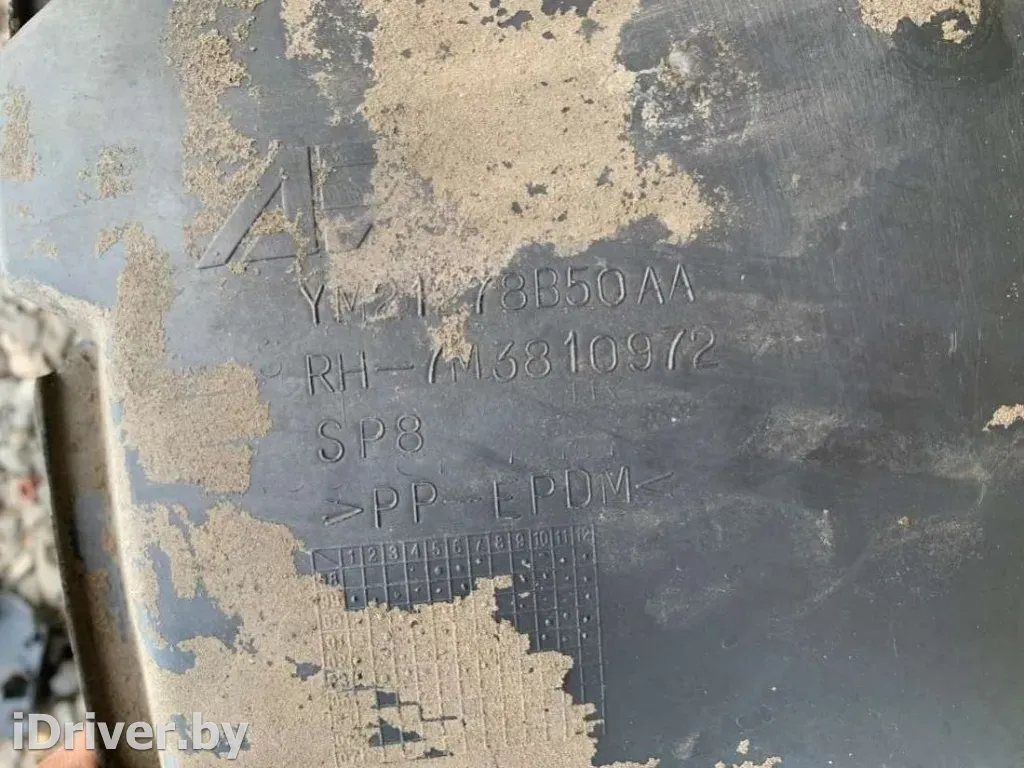 AE
YM21 78B50AA
RH-7M3810972
SP8
>PP-EPDM<
1 2 3 4 5 6 7 8 9 10 11 12
iDriver.by